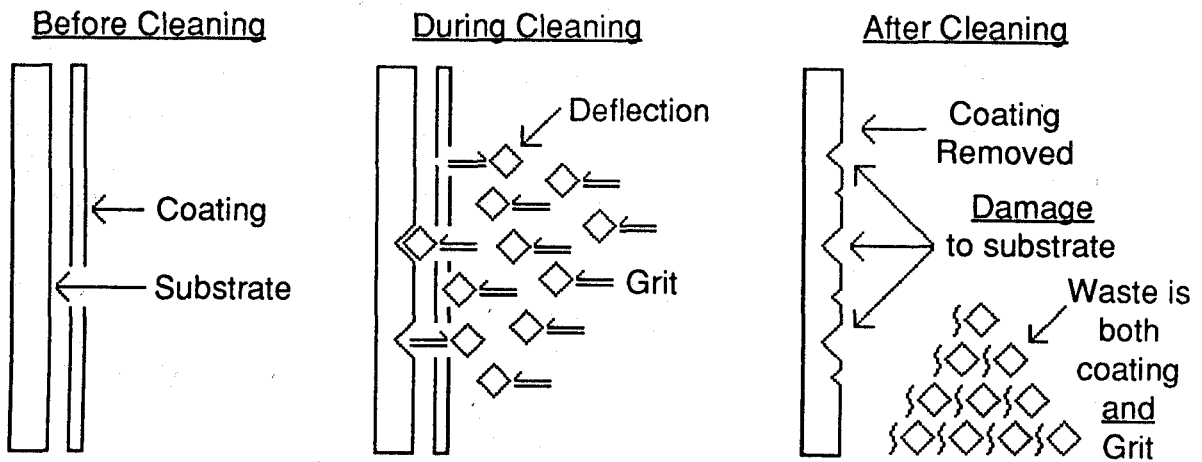 Before Cleaning
Coating
Substrate
During Cleaning
Deflection
Grit
After Cleaning
Coating
Removed
Damage
to substrate
Waste is
both
coating
and
Grit